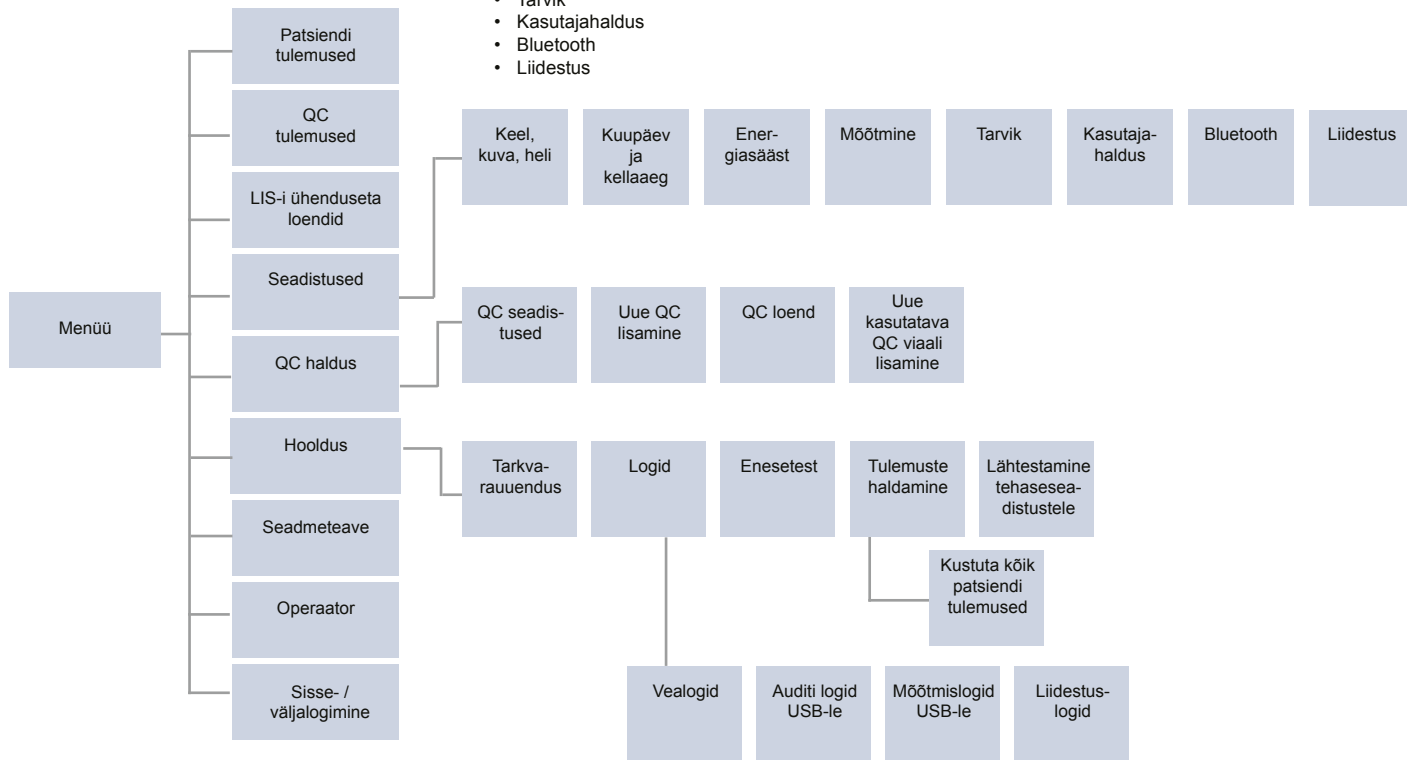 • Tarvik
• Kasutajahaldus
• Bluetooth
• Liidestus
Patsiendi
tulemused
QC
tulemused
LIS-i ühenduseta
loendid
Seadistused
QC haldus
Hooldus
Seadmeteave
Operaator
Sisse- /
väljalogimine
Menüü
Keel,
kuva, heli
Kuupäev
ja
kellaaeg
Ener-
giasääst
Mõõtmine
Tarvik
Kasutaja-
haldus
Bluetooth
Liidestus
QC seadis-
tused
Uue QC
lisamine
QC loend
Uue
kasutatava
QC viaali
lisamine
Tarkva-
rauuendus
Logid
Enesetest
Tulemuste
haldamine
Lähtestamine
tehasesea-
distustele
Kustuta kõik
patsiendi
tulemused
Vealogid
Auditi logid
USB-le
Mõõtmislogid
USB-le
Liidestus-
logid